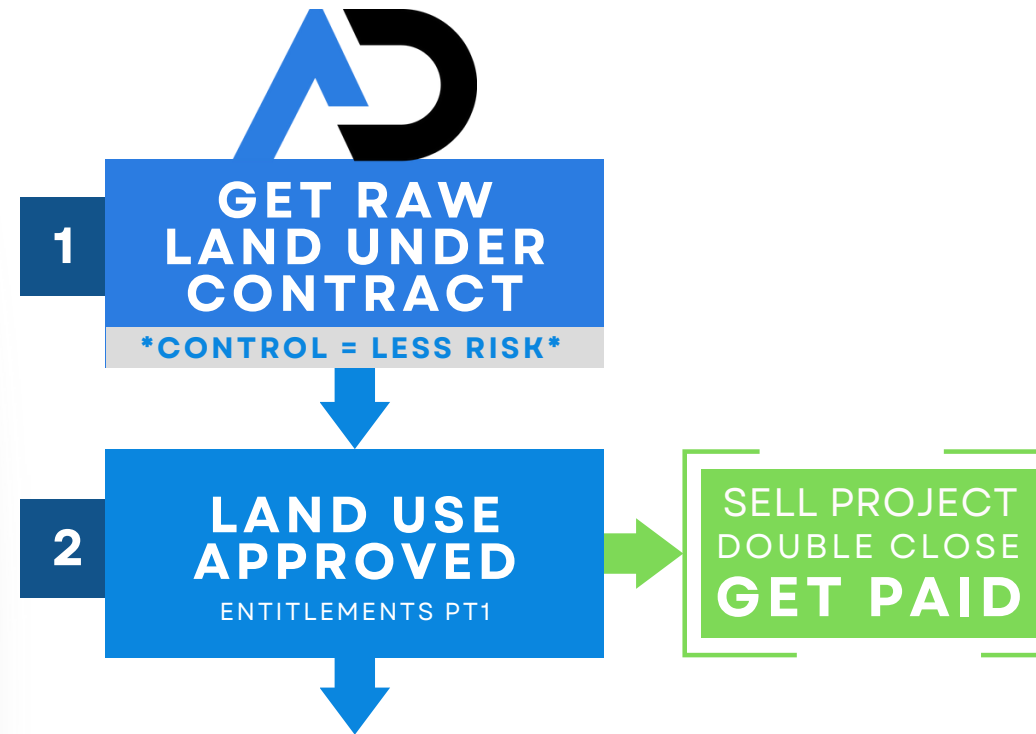 1
GET RAW
LAND UNDER
CONTRACT
*CONTROL = LESS RISK*
2
LAND USE
APPROVED
ENTITLEMENTS PT1
SELL PROJECT
DOUBLE CLOSE
GET PAID